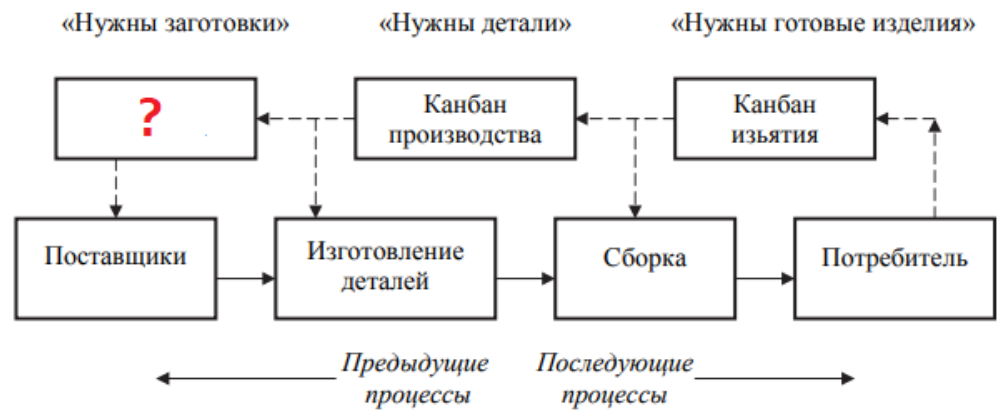 «Нужны заготовки» «Нужны детали» «Нужны готовые изделия»
?
Канбан
производства
Канбан
изьятия
Поставщики
Изготовление
деталей
Сборка
Потребитель
Предыдущие
процессы
Последующие
процессы